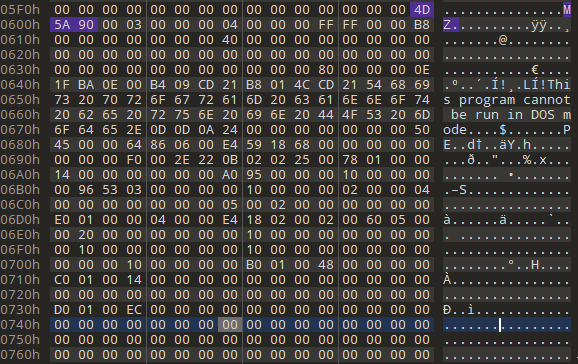 05F0h 00 00 00 00 00 00 00 00 00 00 00 00 00 00 00 4D ...............M
0600h 5A 90 00 03 00 00 00 04 00 00 00 FF FF 00 00 B8 Z..........ÿÿ..¸
0610h 00 00 00 00 00 00 00 40 00 00 00 00 00 00 00 00 .......@........
0620h 00 00 00 00 00 00 00 00 00 00 00 00 00 00 00 00 ................
0630h 00 00 00 00 00 00 00 00 00 00 00 80 00 00 00 0E ...........€....
0640h 1F BA 0E 00 B4 09 CD 21 B8 01 4C CD 21 54 68 69 .º..´.Í!¸.LÍ!Thi
0650h 73 20 70 72 6F 67 72 61 6D 20 63 61 6E 6E 6F 74 s program cannot
0660h 20 62 65 20 72 75 6E 20 69 6E 20 44 4F 53 20 6D  be run in DOS m
0670h 6F 64 65 2E 0D 0D 0A 24 00 00 00 00 00 00 00 50 ode....$.......P
0680h 45 00 00 64 86 06 00 E4 59 18 68 00 00 00 00 00 E..d†..äY.h.....
0690h 00 00 00 F0 00 2E 22 0B 02 02 25 00 78 01 00 00 ...ð.."...%.x...
06A0h 14 00 00 00 00 00 00 A0 95 00 00 00 10 00 00 00 ....... •.......
06B0h 00 96 53 03 00 00 00 00 10 00 00 00 02 00 00 04 .–S.............
06C0h 00 00 00 00 00 00 00 05 00 02 00 00 00 00 00 00 ................
06D0h E0 01 00 00 04 00 00 E4 18 02 00 02 00 60 05 00 à......ä.....`..
06E0h 00 20 00 00 00 00 00 00 10 00 00 00 00 00 00 00 . ..............
06F0h 00 10 00 00 00 00 00 00 10 00 00 00 00 00 00 00 ................
0700h 00 00 00 10 00 00 00 00 B0 01 00 48 00 00 00 00 ........°..H....
0710h C0 01 00 14 00 00 00 00 00 00 00 00 00 00 00 00 À...............
0720h 00 00 00 00 00 00 00 00 00 00 00 00 00 00 00 00 ................
0730h D0 01 00 EC 00 00 00 00 00 00 00 00 00 00 00 00 Ð..ì............
0740h 00 00 00 00 00 00 00 00 00 00 00 00 00 00 00 00 ................
0750h 00 00 00 00 00 00 00 00 00 00 00 00 00 00 00 00 ................
0760h 00 00 00 00 00 00 00 00 00 00 00 00 00 00 00 00 ................